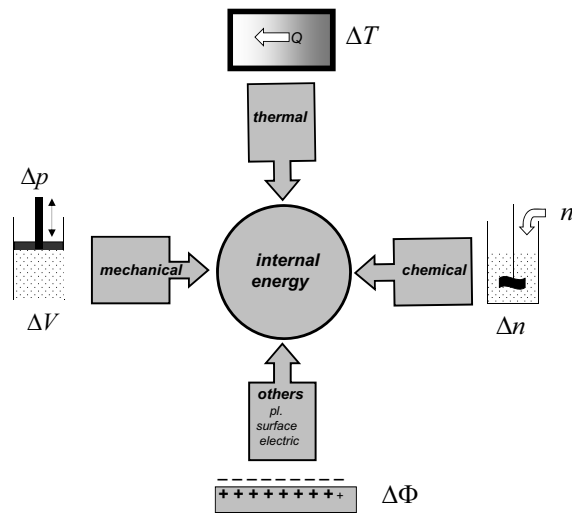 Q
ΔT
thermal
Δp
mechanical
ΔV
internal
energy
chemical
n
Δn
others
pl.
surface
electric
− − − − − − − −
+ + + + + + + + +
ΔΦ